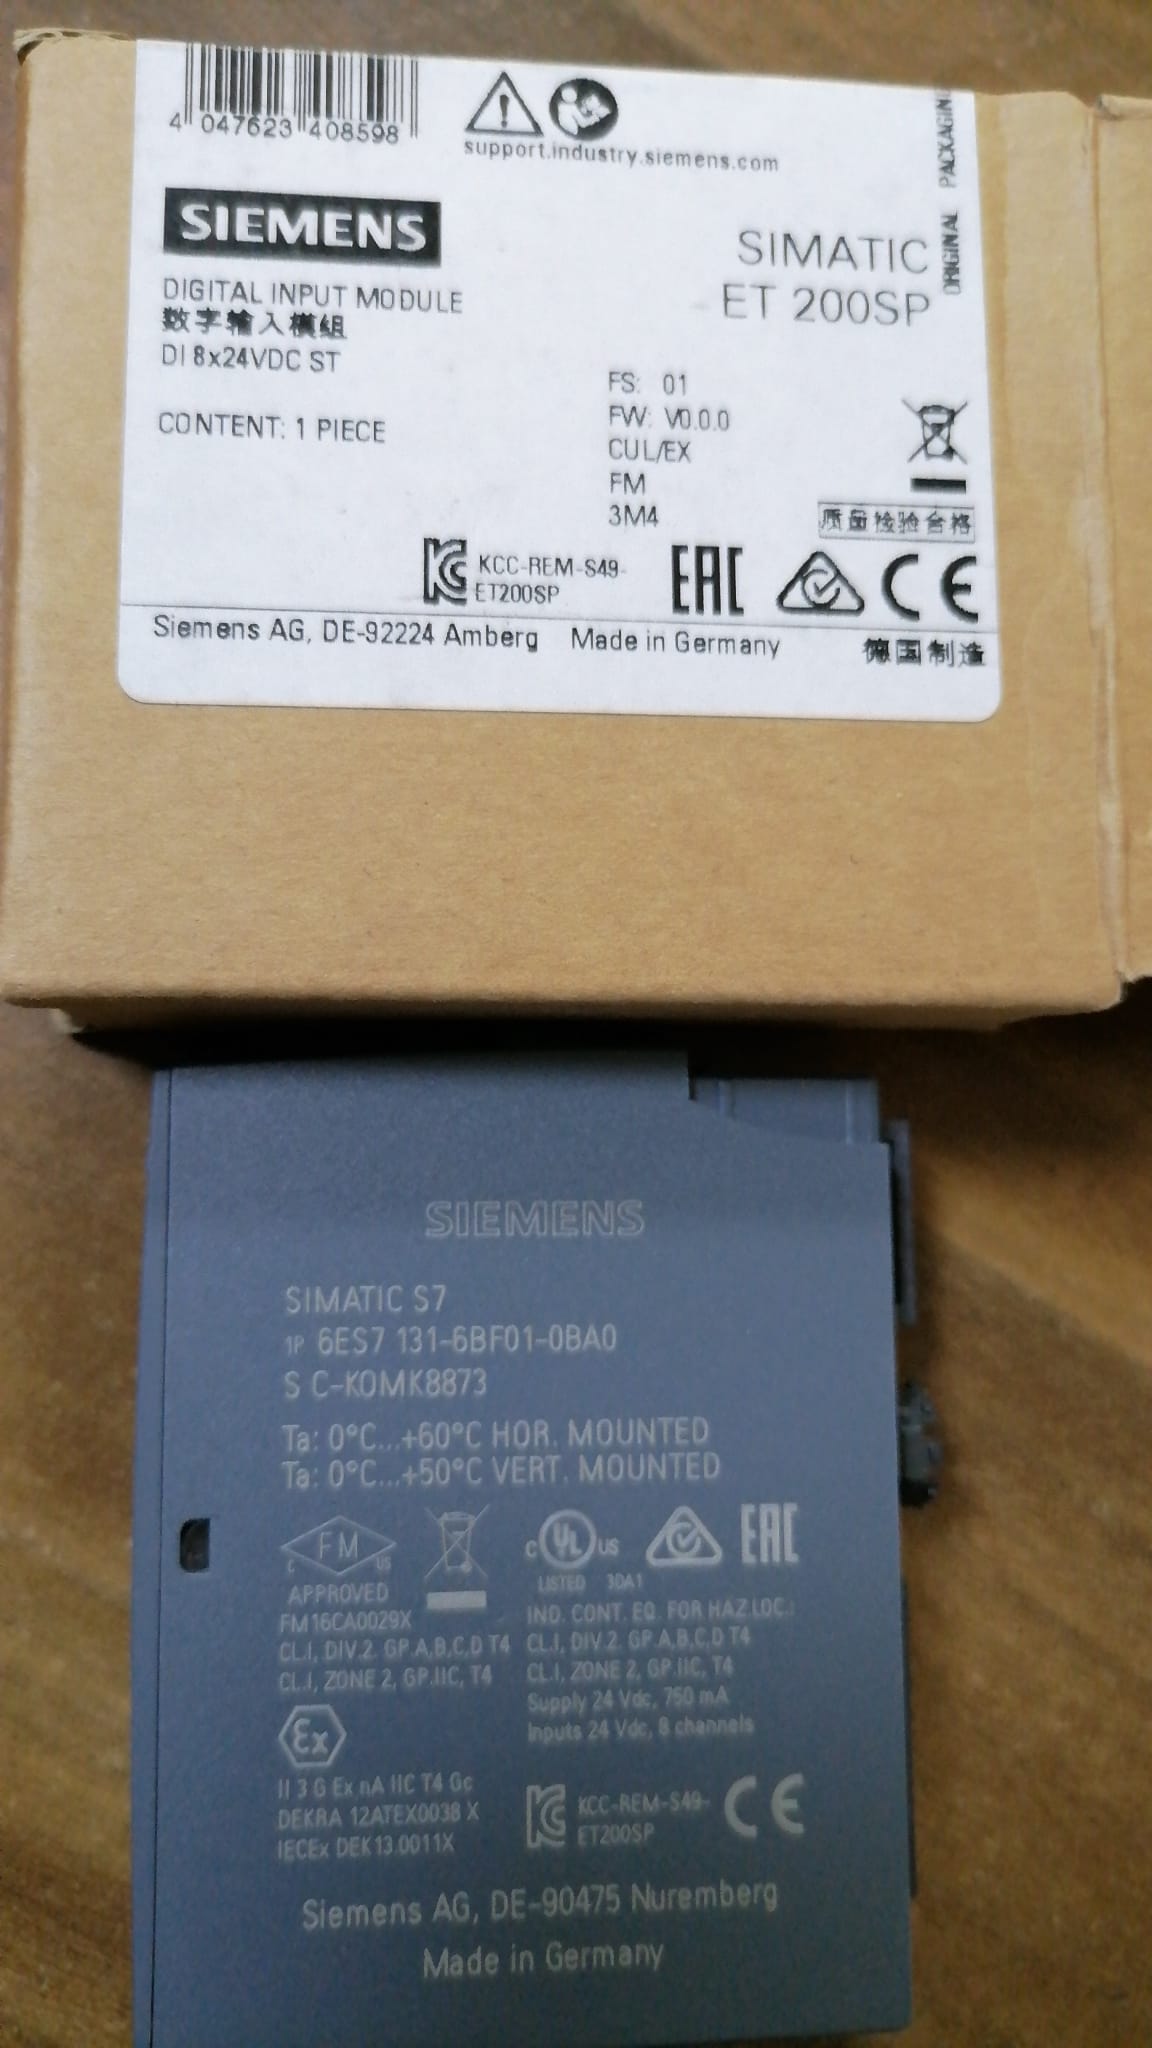 4 047623 408598
support.industry.siemens.com
ORIGINAL PACKAGING
SIEMENS
SIMATIC
ET 200SP
DIGITAL INPUT MODULE
数字输入模组
DI 8x24VDC ST
CONTENT: 1 PIECE
FS: 01
FW: V0.0.0
CUL/EX
FM
3M4
质量检验合格
KCC-REM-S49-
ET200SP
EAC
CE
Siemens AG, DE-92224 Amberg Made in Germany 德国制造
SIEMENS
SIMATIC S7
1P 6ES7 131-6BF01-0BA0
S C-K0MK8873
Ta: 0°C...+60°C HOR. MOUNTED
Ta: 0°C...+50°C VERT. MOUNTED
FM
C US
APPROVED
FM16CA0029X
CL.I, DIV.2. GP.A,B,C,D T4
CL.I, ZONE 2, GP.IIC, T4
C UL US
EAC
LISTED 30A1
IND. CONT. EQ. FOR HAZ.LOC.:
CL.I, DIV.2. GP.A,B,C,D T4
CL.I, ZONE 2, GP.IIC, T4
Supply 24 Vdc, 750 mA
Inputs 24 Vdc, 8 channels
Ex
II 3 G Ex nA IIC T4 Gc
DEKRA 12ATEX0038 X
IECEx DEK13.0011X
KCC-REM-S49-
ET200SP
CE
Siemens AG, DE-90475 Nuremberg
Made in Germany